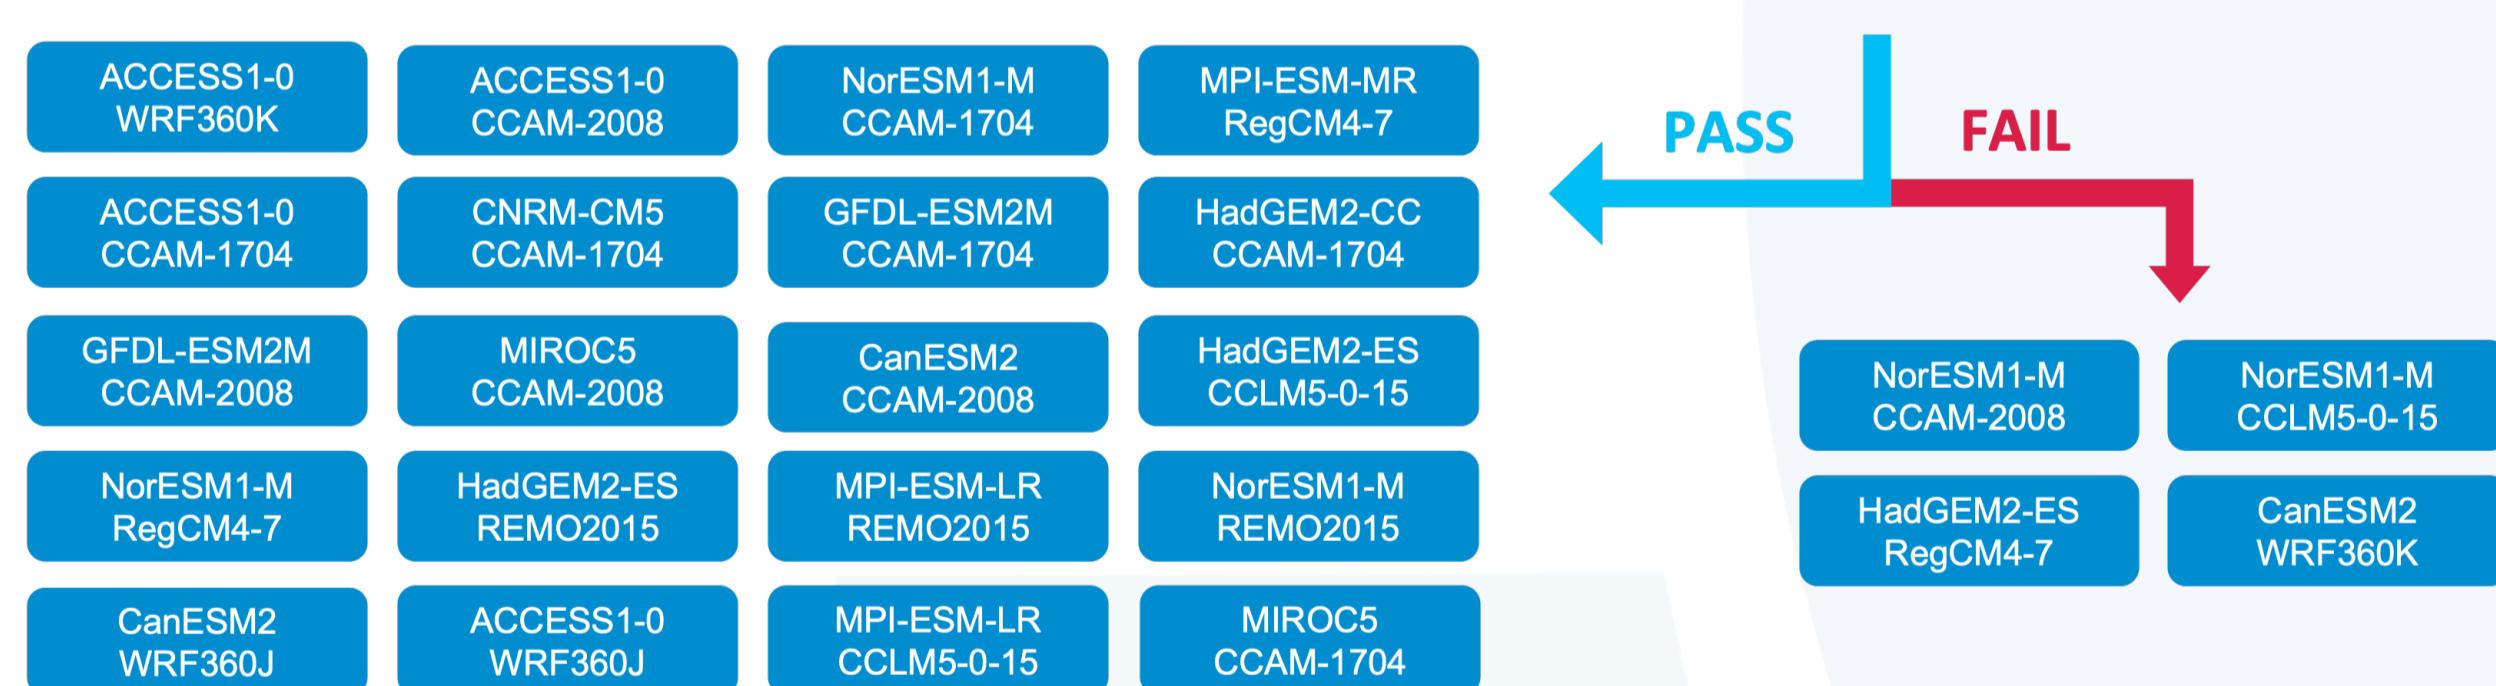 ACCESS1-0
WRF360K
ACCESS1-0
CCAM-2008
NorESM1-M
CCAM-1704
MPI-ESM-MR
RegCM4-7
PASS
FAIL
ACCESS1-0
CCAM-1704
CNRM-CM5
CCAM-1704
GFDL-ESM2M
CCAM-1704
HadGEM2-CC
CCAM-1704
GFDL-ESM2M
CCAM-2008
MIROC5
CCAM-2008
CanESM2
CCAM-2008
HadGEM2-ES
CCLM5-0-15
NorESM1-M
CCAM-2008
NorESM1-M
CCLM5-0-15
NorESM1-M
RegCM4-7
HadGEM2-ES
REMO2015
MPI-ESM-LR
REMO2015
NorESM1-M
REMO2015
HadGEM2-ES
RegCM4-7
CanESM2
WRF360K
CanESM2
WRF360J
ACCESS1-0
WRF360J
MPI-ESM-LR
CCLM5-0-15
MIROC5
CCAM-1704